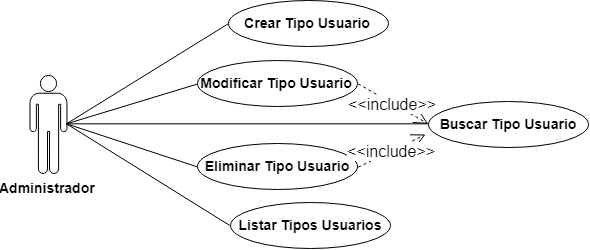 Crear Tipo Usuario
Modificar Tipo Usuario
<<include>>
Buscar Tipo Usuario
<<include>>
Eliminar Tipo Usuario
Administrador
Listar Tipos Usuarios